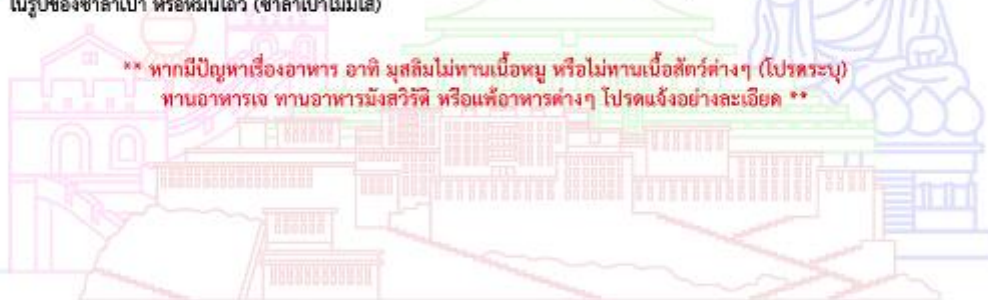 ในรูปของซาลาเปา หรือหมั่นโถว (ซาลาเปาไม่มีไส้)
** หากมีปัญหาเรื่องอาหาร อาทิ มุสลิมไม่ทานเนื้อหมู หรือไม่ทานเนื้อสัตว์ต่างๆ (โปรดระบุ)
ทานอาหารเจ ทานอาหารมังสวิรัติ หรือแพ้อาหารต่างๆ โปรดแจ้งอย่างละเอียด **